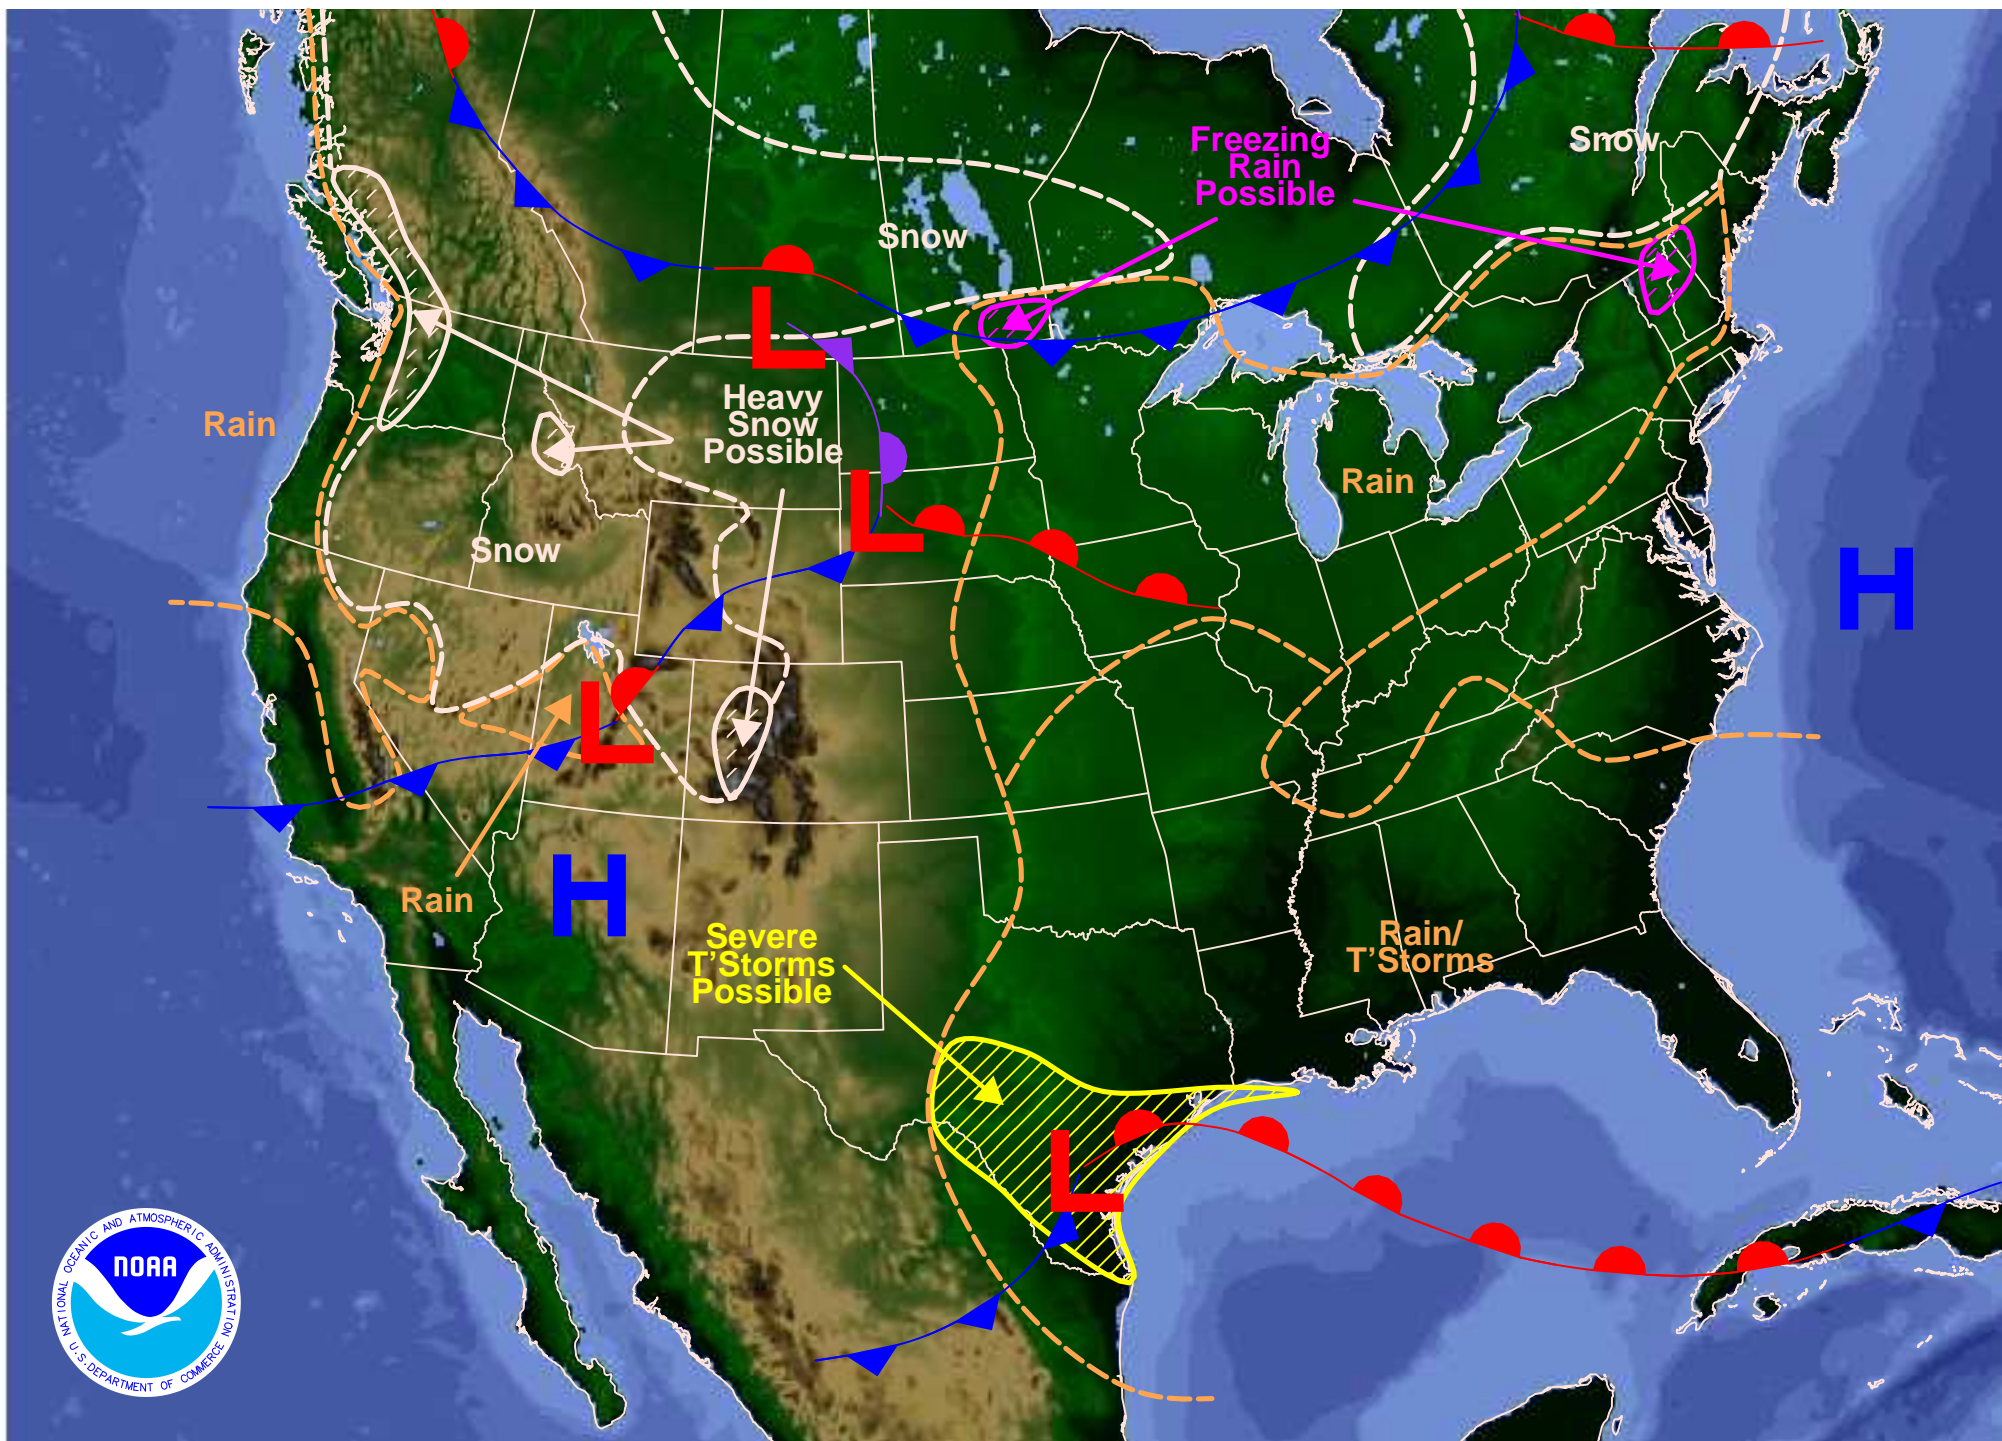 Freezing
Rain
Possible
Snow
Snow
L
Heavy
Snow
Possible
Rain
L
Rain
Snow
H
L
H
Rain
Severe
T'Storms
Possible
Rain/
T'Storms
L
NATIONAL OCEANIC AND ATMOSPHERIC ADMINISTRATION
NOAA
U.S. DEPARTMENT OF COMMERCE